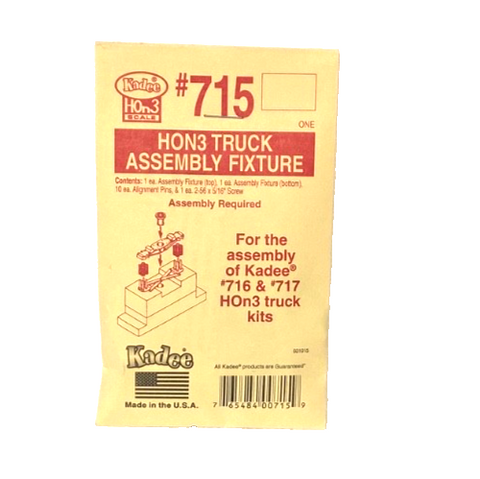 Kadee®
HOn3
SCALE
#715
ONE
HON3 TRUCK
ASSEMBLY FIXTURE
Contents: 1 ea. Assembly Fixture (top), 1 ea. Assembly Fixture (bottom),
10 ea. Alignment Pins, & 1 ea. 2-56 x 5/16" Screw
Assembly Required
For the
assembly
of Kadee®
#716 & #717
HOn3 truck
kits
Kadee
All Kadee® products are Guaranteed"
Made in the U.S.A.
7 65484 00715 9